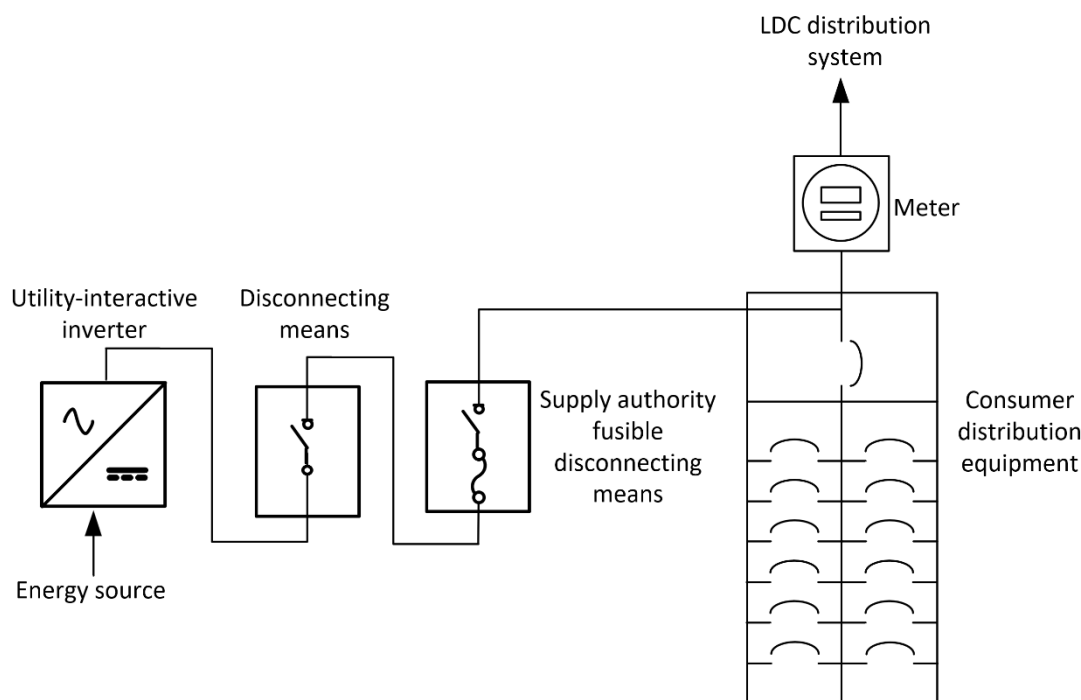 LDC distribution
system
Meter
Utility-interactive
inverter
Disconnecting
means
Supply authority
fusible
disconnecting
means
Consumer
distribution
equipment
Energy source